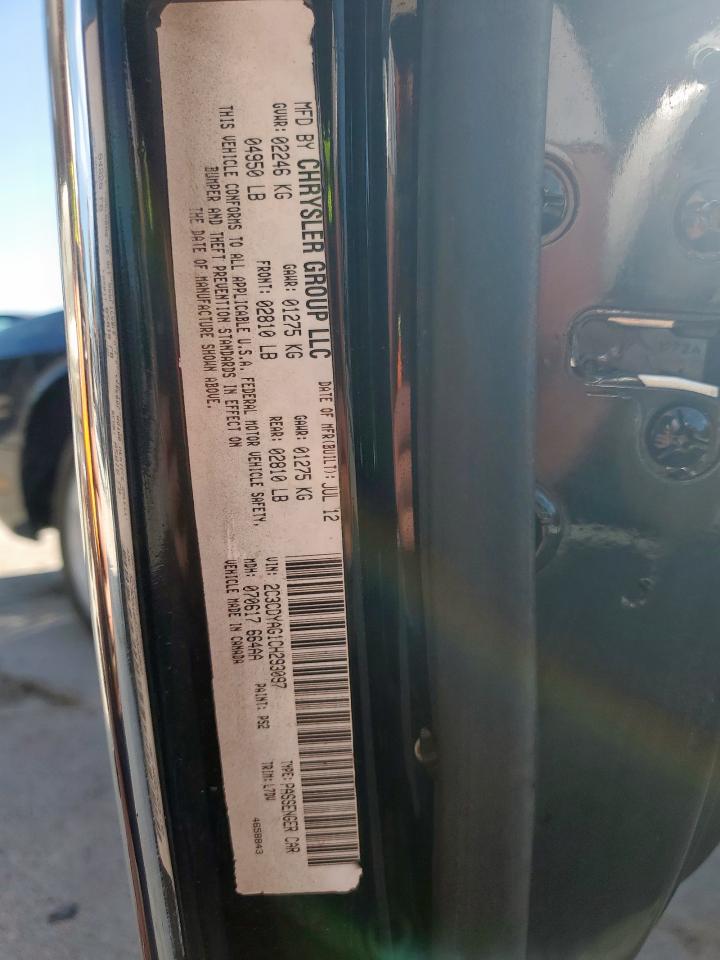 MFD BY CHRYSLER GROUP LLC DATE OF MFR(BUILT): JUL 12
GVWR: 02246 KG GAWR: 01275 KG GAWR: 01275 KG
04950 LB FRONT: 02810 LB REAR: 02810 LB
THIS VEHICLE CONFORMS TO ALL APPLICABLE U.S.A. FEDERAL MOTOR VEHICLE SAFETY,
BUMPER AND THEFT PREVENTION STANDARDS IN EFFECT ON
THE DATE OF MANUFACTURE SHOWN ABOVE.
VIN: 2C3CDYAG1CH293097 TYPE: PASSENGER CAR
MDH: 070617 664AA PAINT: PS2 TRIM: L7DV
VEHICLE MADE IN CANADA 4658843